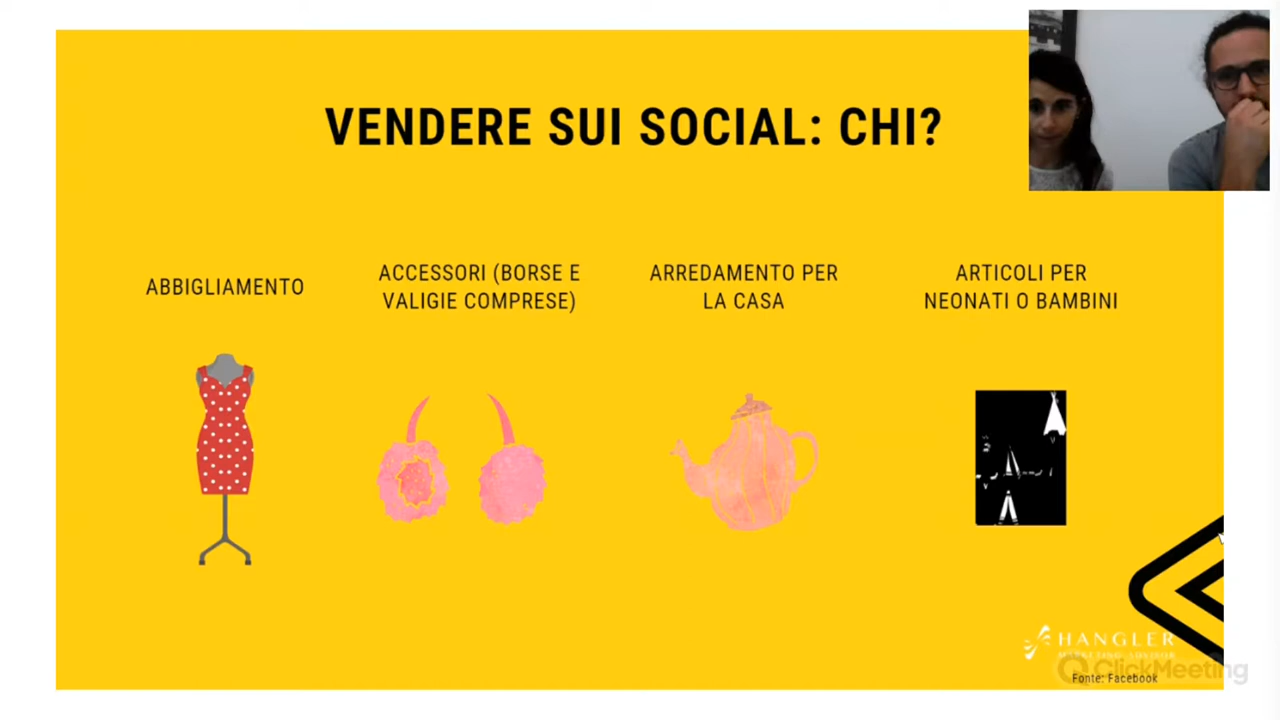 VENDERE SUI SOCIAL: CHI?
ABBIGLIAMENTO
ACCESSORI (BORSE E
VALIGIE COMPRESE)
ARREDAMENTO PER
LA CASA
ARTICOLI PER
NEONATI O BAMBINI
HANGLER
ClickMeeting
Fonte: Facebook